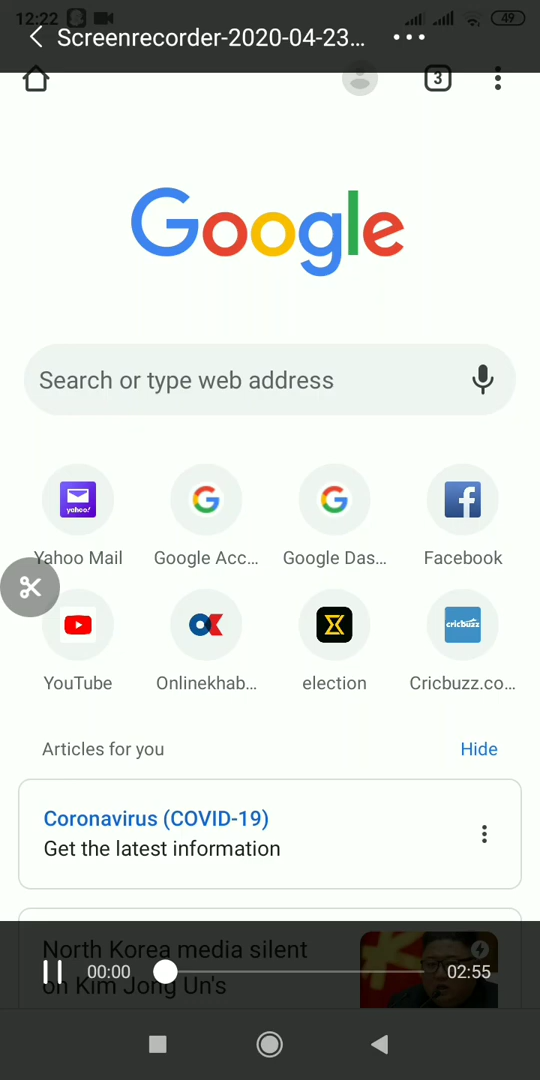 12:22
49
Screenrecorder-2020-04-23...
3
Google
Search or type web address
yahoo!
cricbuzz
Yahoo Mail
Google Acc...
Google Das...
Facebook
YouTube
Onlinekhab...
election
Cricbuzz.co...
Articles for you
Hide
Coronavirus (COVID-19)
Get the latest information
North Korea media silent
on Kim Jong Un's
00:00
02:55